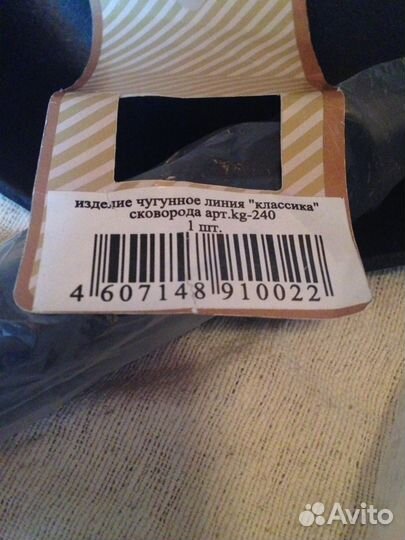 изделие чугунное линия "классика"
сковорода арт.kg-240
1 шт.
4 607148 910022
Avito